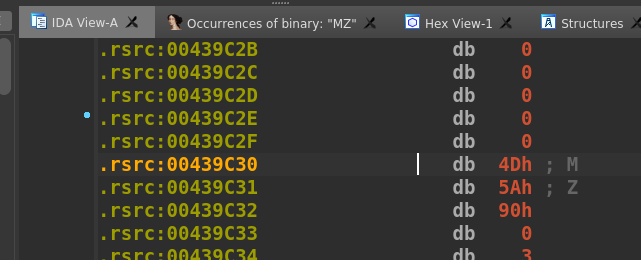 IDA View-A Occurrences of binary: "MZ" Hex View-1 Structures
.rsrc:00439C2B db 0
.rsrc:00439C2C db 0
.rsrc:00439C2D db 0
.rsrc:00439C2E db 0
.rsrc:00439C2F db 0
.rsrc:00439C30 db 4Dh ; M
.rsrc:00439C31 db 5Ah ; Z
.rsrc:00439C32 db 90h
.rsrc:00439C33 db 0
.rsrc:00439C34 db 3